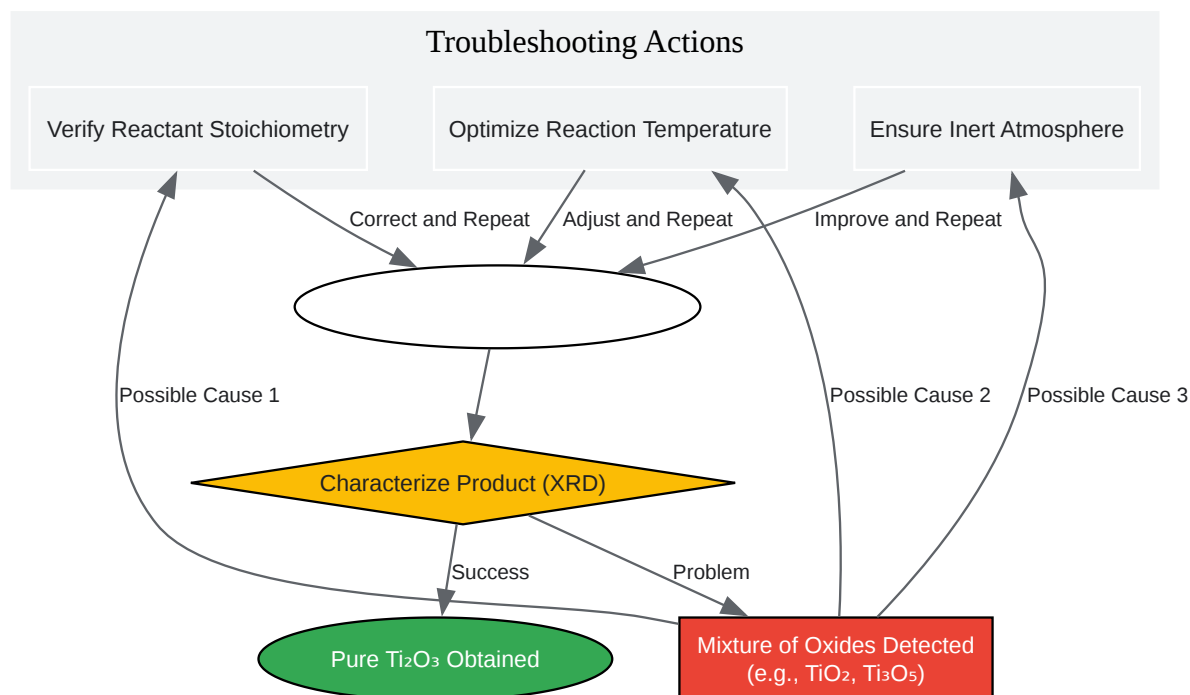 Troubleshooting Actions
Verify Reactant Stoichiometry
Optimize Reaction Temperature
Ensure Inert Atmosphere
Correct and Repeat
Adjust and Repeat
Improve and Repeat
Possible Cause 1
Possible Cause 2
Possible Cause 3
Characterize Product (XRD)
Success
Problem
Pure Ti₂O₃ Obtained
Mixture of Oxides Detected
(e.g., TiO₂, Ti₃O₅)